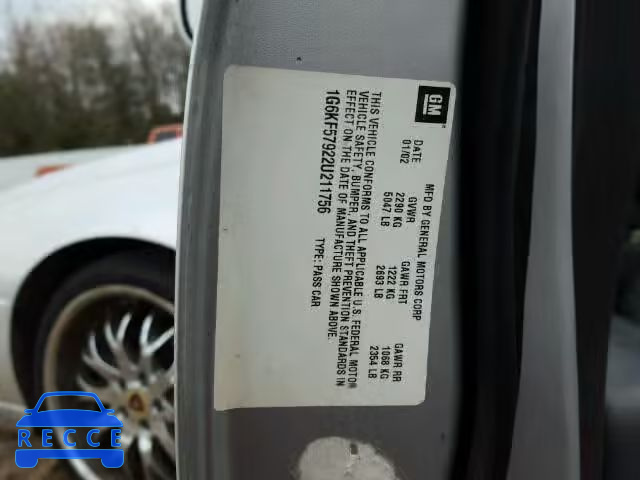 GM
MFD BY GENERAL MOTORS CORP
DATE GVWR GAWR FRT GAWR RR
01/02 2290 KG 1222 KG 1068 KG
5047 LB 2693 LB 2354 LB
THIS VEHICLE CONFORMS TO ALL APPLICABLE U.S. FEDERAL MOTOR
VEHICLE SAFETY, BUMPER, AND THEFT PREVENTION STANDARDS IN
EFFECT ON THE DATE OF MANUFACTURE SHOWN ABOVE.
1G6KF57922U211756 TYPE: PASS CAR
RECCE